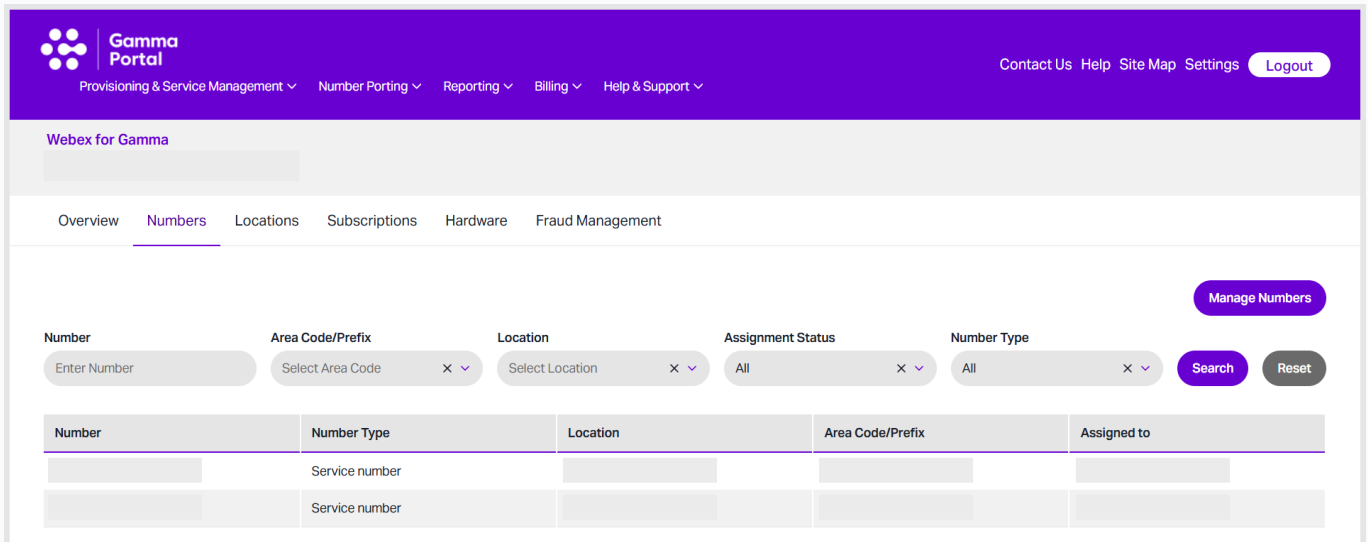 Gamma
Portal
Contact Us Help Site Map Settings Logout
Provisioning & Service Management Number Porting Reporting Billing Help & Support
Webex for Gamma
Overview Numbers Locations Subscriptions Hardware Fraud Management
Manage Numbers
Number Area Code/Prefix Location Assignment Status Number Type
Enter Number Select Area Code Select Location All All Search Reset
Number Number Type Location Area Code/Prefix Assigned to
Service number
Service number